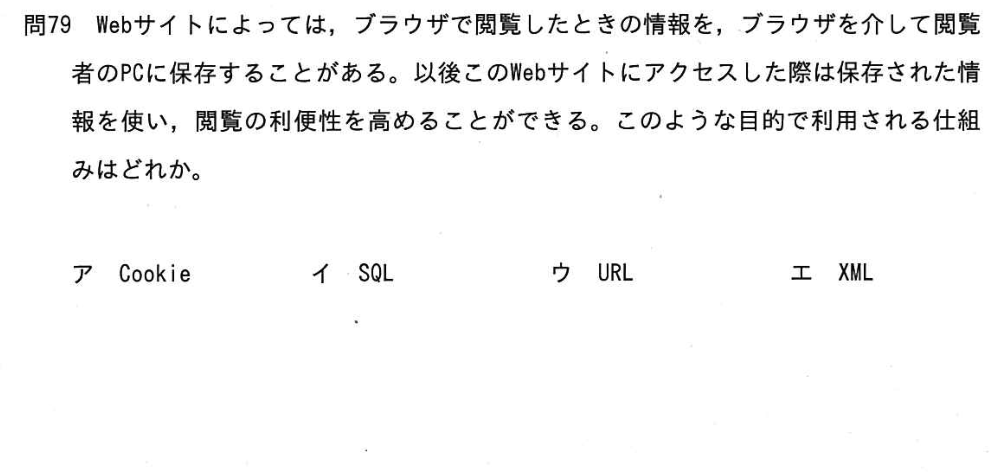 問79　Webサイトによっては，ブラウザで閲覧したときの情報を，ブラウザを介して閲覧
者のPCに保存することがある。以後このWebサイトにアクセスした際は保存された情
報を使い，閲覧の利便性を高めることができる。このような目的で利用される仕組
みはどれか。
ア　Cookie　　イ　SQL　　ウ　URL　　エ　XML